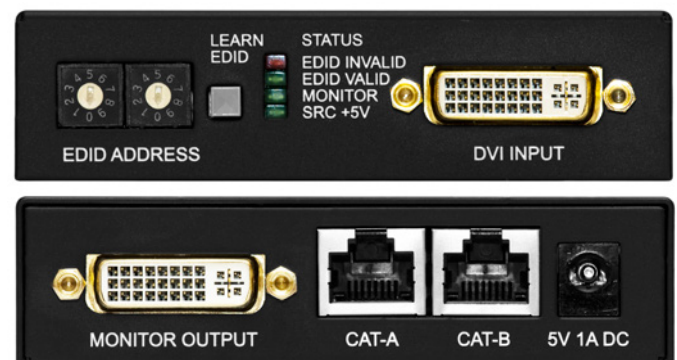 LEARN EDID
STATUS
EDID INVALID
EDID VALID
MONITOR
SRC +5V
EDID ADDRESS
DVI INPUT
MONITOR OUTPUT
CAT-A
CAT-B
5V 1A DC